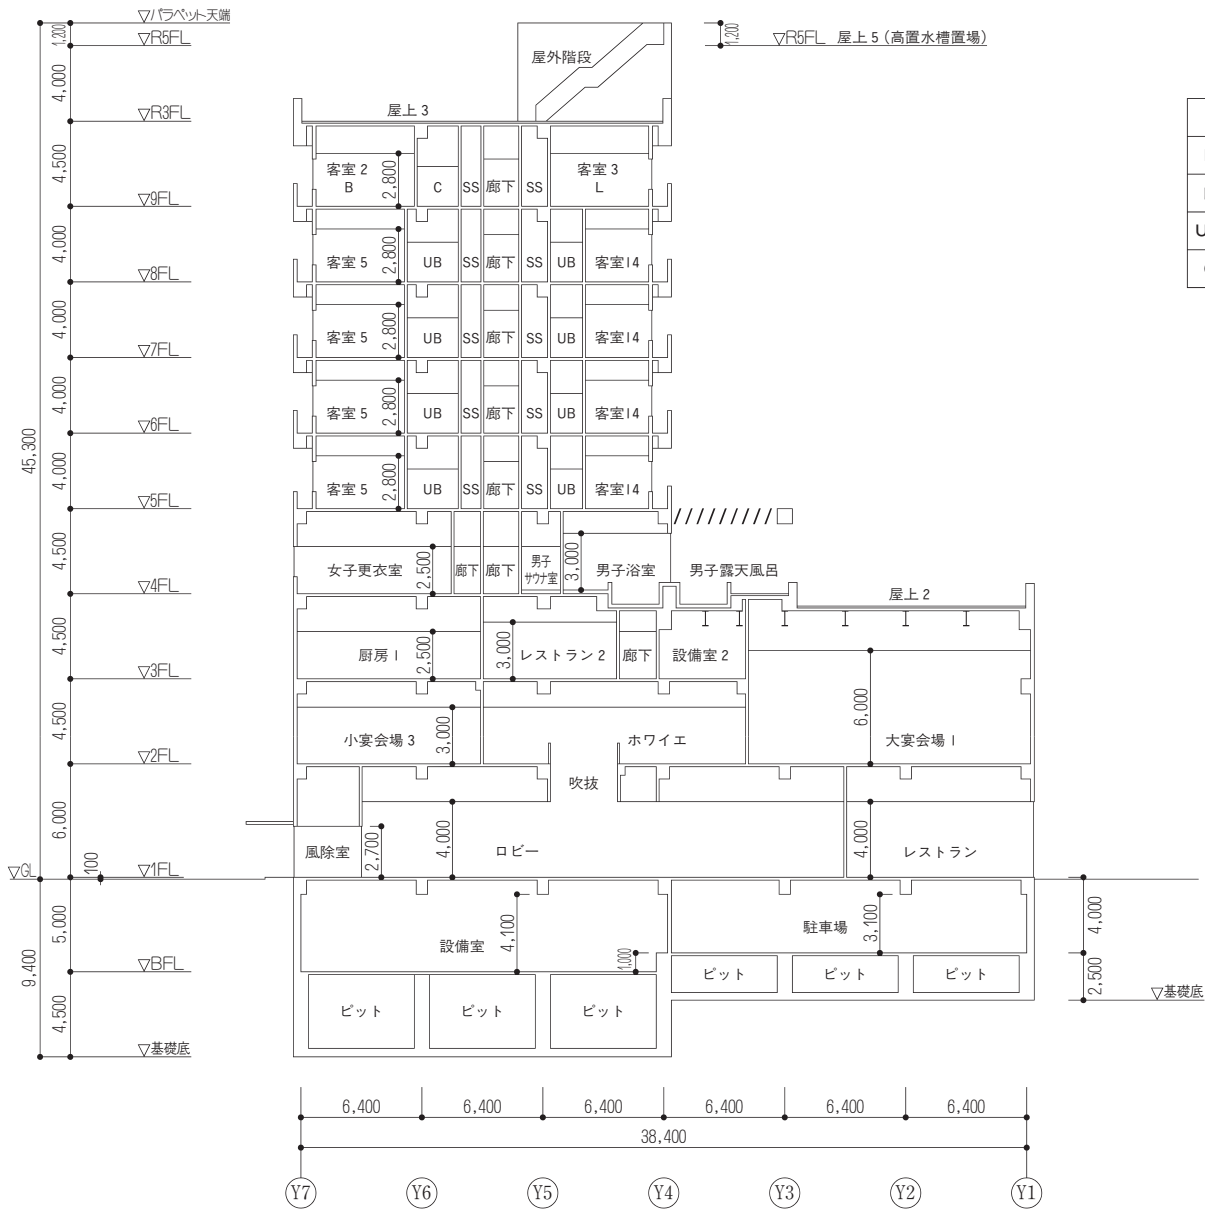 ▽パラペット天端
1,200
▽R5FL
1,200
▽R5FL 屋上5(高置水槽置場)
屋外階段
4,000
▽R3FL
屋上3
4,500
客室2
B
2,800
C
SS
廊下
SS
客室3
L
▽9FL
4,000
客室5
2,800
UB
SS
廊下
SS
UB
客室14
▽8FL
4,000
客室5
2,800
UB
SS
廊下
SS
UB
客室14
▽7FL
4,000
客室5
2,800
UB
SS
廊下
SS
UB
客室14
▽6FL
45,300
4,000
客室5
2,800
UB
SS
廊下
SS
UB
客室14
▽5FL
4,500
女子更衣室
2,500
廊下
廊下
男子
サウナ室
3,000
男子浴室
男子露天風呂
▽4FL
屋上2
4,500
厨房1
2,500
3,000
レストラン2
廊下
設備室2
▽3FL
4,500
小宴会場3
3,000
ホワイエ
6,000
大宴会場1
▽2FL
吹抜
6,000
風除室
2,700
4,000
ロビー
4,000
レストラン
▽GL
100
▽1FL
5,000
設備室
4,100
駐車場
3,100
4,000
1,000
9,400
▽BFL
ピット
ピット
ピット
2,500
▽基礎底
4,500
ピット
ピット
ピット
▽基礎底
6,400
6,400
6,400
6,400
6,400
6,400
38,400
Y7
Y6
Y5
Y4
Y3
Y2
Y1